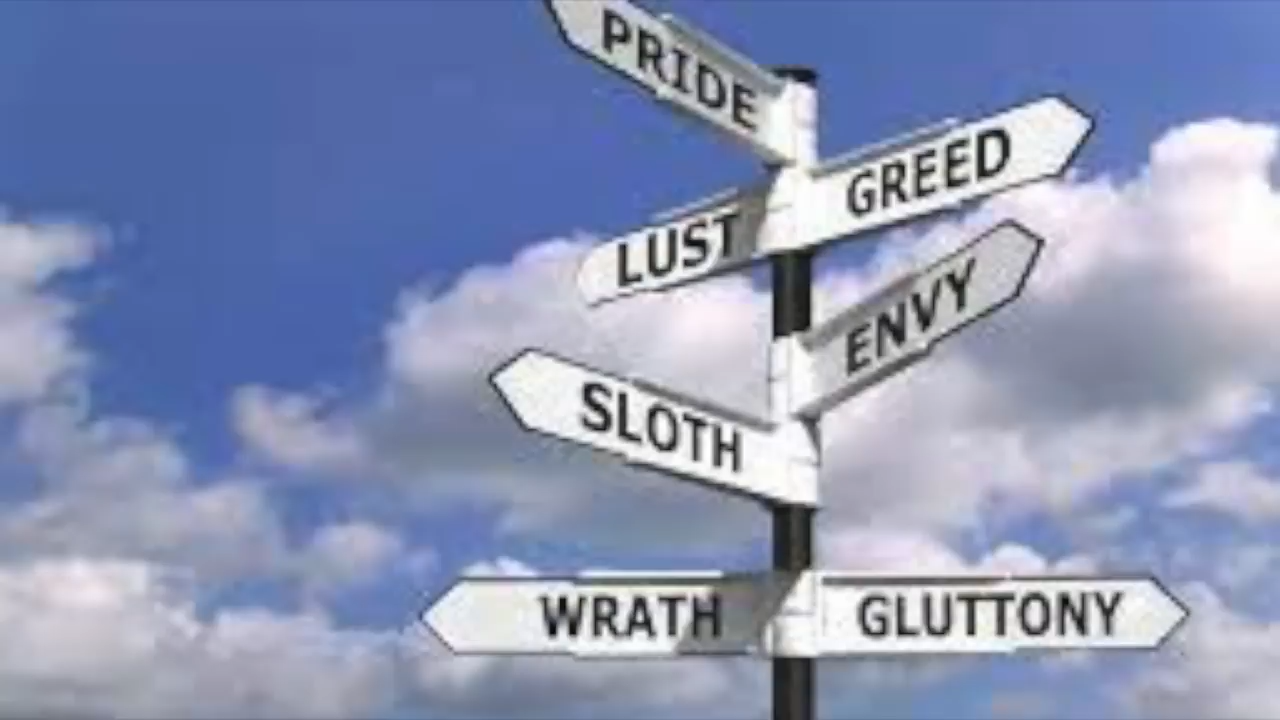 PRIDE
GREED
LUST
ENVY
SLOTH
WRATH
GLUTTONY